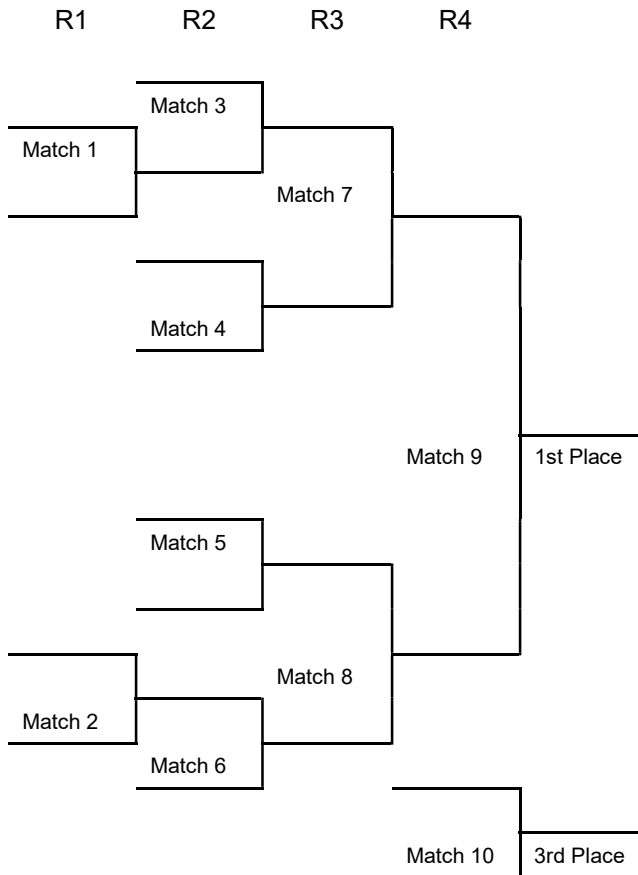 R1 R2 R3 R4
Match 3
Match 1
Match 7
Match 4
Match 9 1st Place
Match 5
Match 8
Match 2
Match 6
Match 10 3rd Place